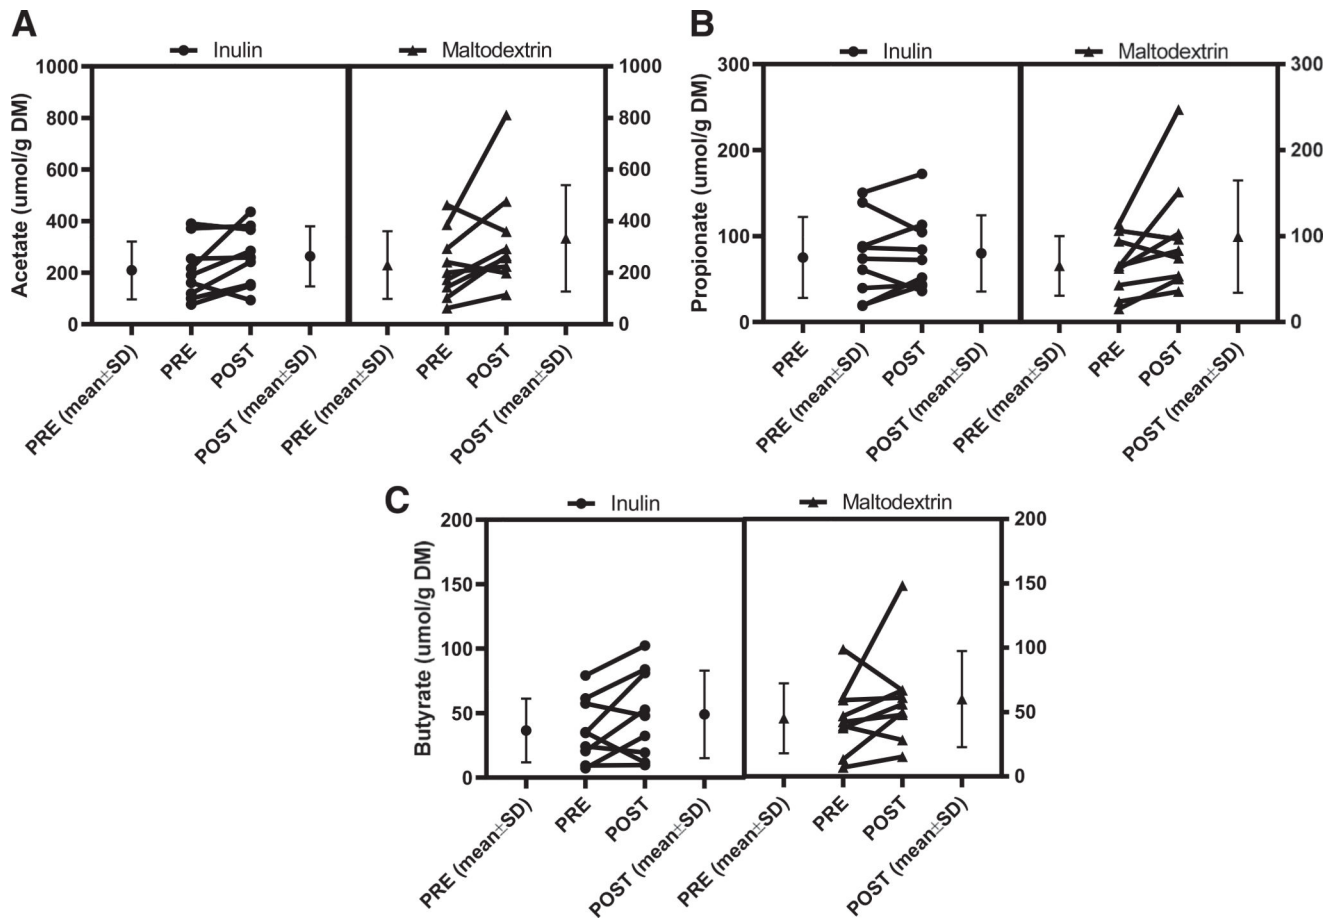 A
Inulin
Maltodextrin
Acetate (umol/g DM)
1000
800
600
400
200
0
1000
800
600
400
200
0
PRE (mean±SD)
PRE
POST
POST (mean±SD)
PRE (mean±SD)
PRE
POST
POST (mean±SD)
B
Inulin
Maltodextrin
Propionate (umol/g DM)
300
200
100
0
300
200
100
0
PRE
PRE (mean±SD)
POST
POST (mean±SD)
PRE (mean±SD)
PRE
POST
POST (mean±SD)
C
Inulin
Maltodextrin
Butyrate (umol/g DM)
200
150
100
50
0
200
150
100
50
0
PRE (mean±SD)
PRE
POST
POST (mean±SD)
PRE (mean±SD)
PRE
POST
POST (mean±SD)